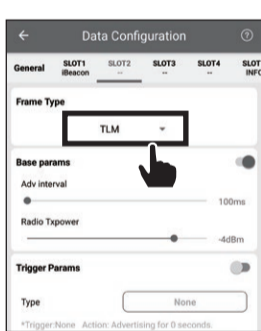 Data Configuration
General SLOT1 SLOT2 SLOT3 SLOT4 SLOT
iBeacon -- -- -- INFO
Frame Type
TLM
Base params
Adv interval
100ms
Radio Txpower
-4dBm
Trigger Params
Type None
*Trigger:None Action: Advertising for 0 seconds.